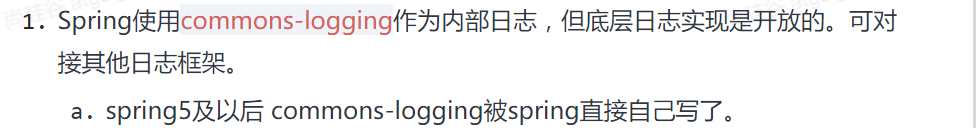 1. Spring使用commons-logging作为内部日志，但底层日志实现是开放的。可对
接其他日志框架。
a. spring5及以后 commons-logging被spring直接自己写了。